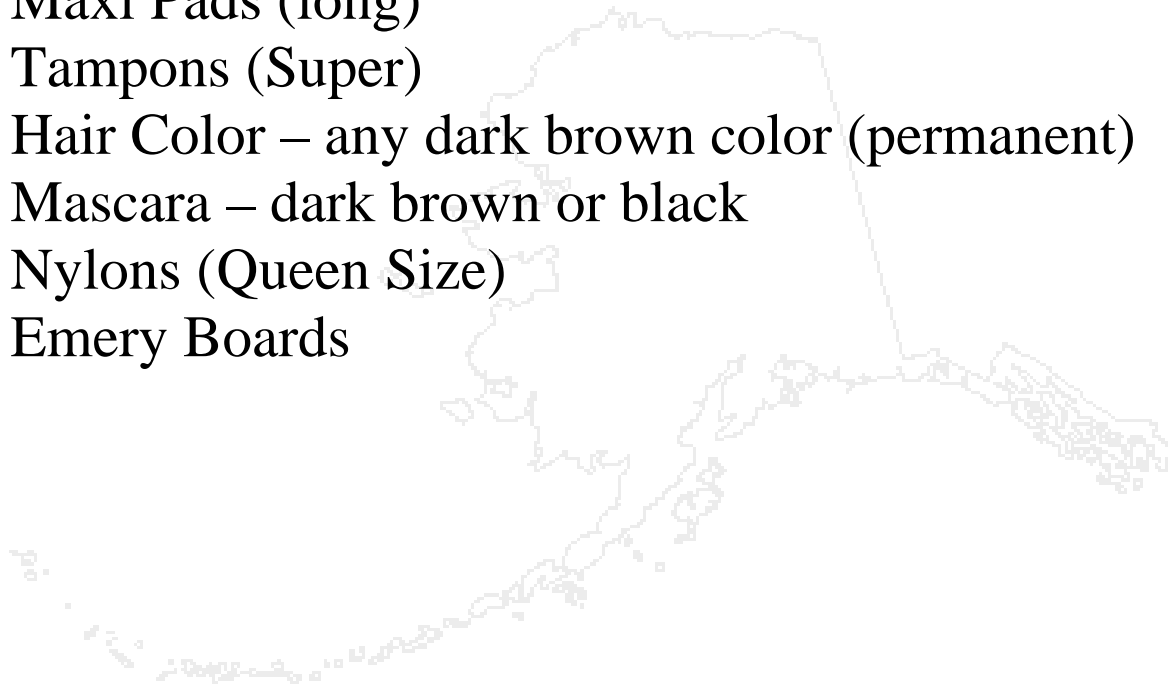 Maxi Pads (long)
Tampons (Super)
Hair Color – any dark brown color (permanent)
Mascara – dark brown or black
Nylons (Queen Size)
Emery Boards